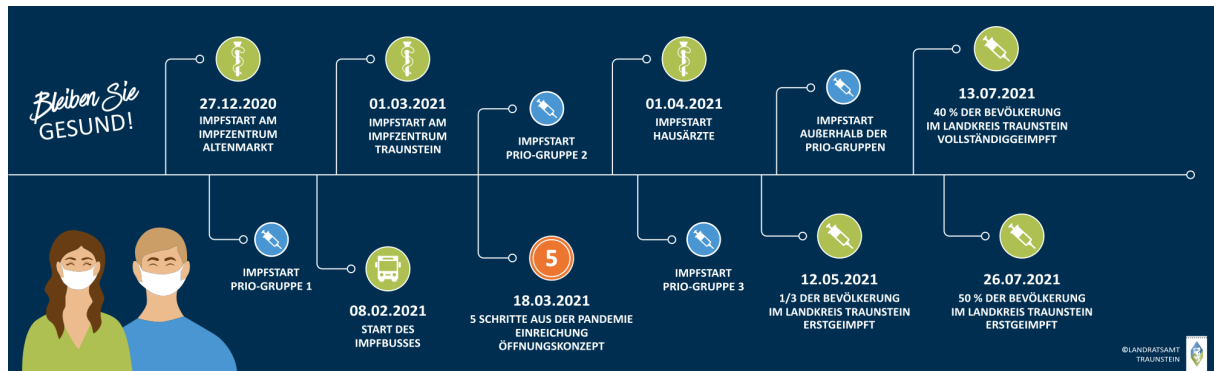 Bleiben Sie
GESUND!
27.12.2020
IMPFSTART AM
IMPFZENTRUM
ALTENMARKT
IMPFSTART
PRIO-GRUPPE 1
08.02.2021
START DES
IMPFBUSSES
01.03.2021
IMPFSTART AM
IMPFZENTRUM
TRAUNSTEIN
IMPFSTART
PRIO-GRUPPE 2
5
18.03.2021
5 SCHRITTE AUS DER PANDEMIE
EINREICHUNG
ÖFFNUNGSKONZEPT
01.04.2021
IMPFSTART
HAUSÄRZTE
IMPFSTART
PRIO-GRUPPE 3
12.05.2021
1/3 DER BEVÖLKERUNG
IM LANDKREIS TRAUNSTEIN
ERSTGEIMPFT
IMPFSTART
AUßERHALB DER
PRIO-GRUPPEN
13.07.2021
40 % DER BEVÖLKERUNG
IM LANDKREIS TRAUNSTEIN
VOLLSTÄNDIGGEIMPFT
26.07.2021
50 % DER BEVÖLKERUNG
IM LANDKREIS TRAUNSTEIN
ERSTGEIMPFT
©LANDRATSAMT
TRAUNSTEIN